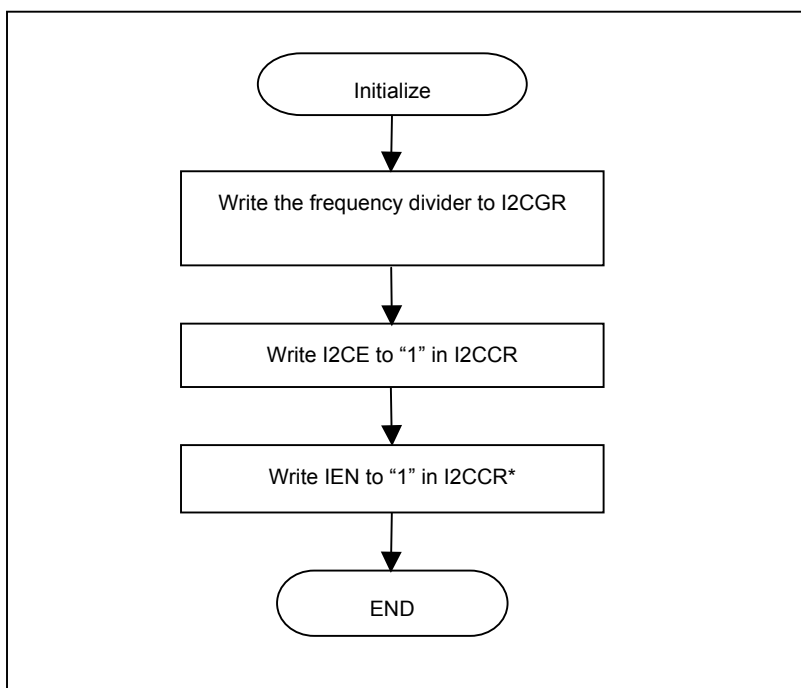 Initialize
Write the frequency divider to I2CGR
Write I2CE to “1” in I2CCR
Write IEN to “1” in I2CCR*
END